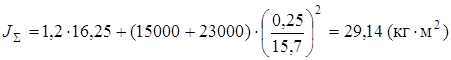 J_Σ = 1,2 · 16,25 + (15000 + 23000) · (0,25 / 15,7)² = 29,14 (кг · м²)